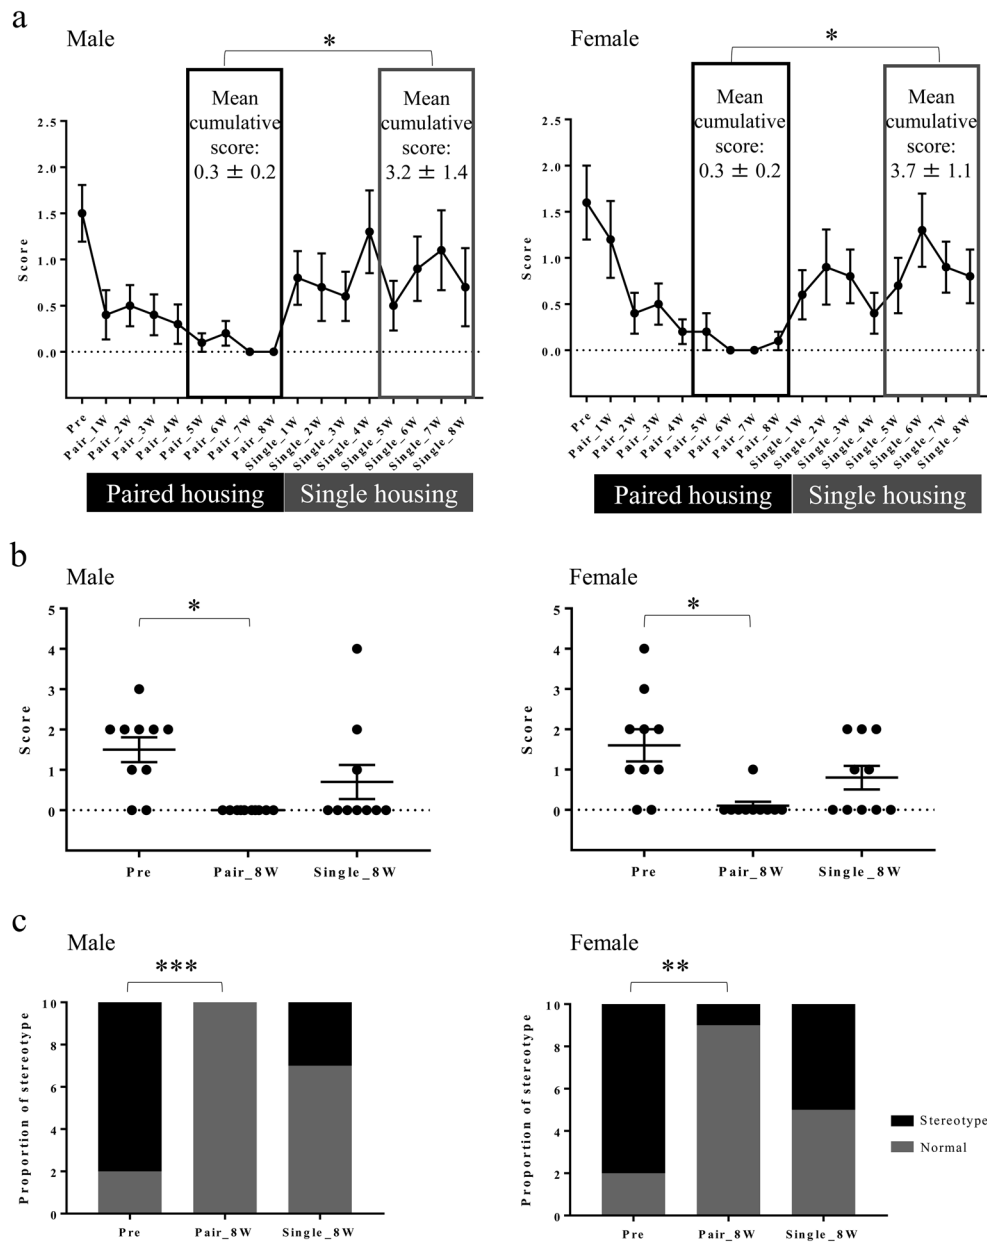 a
Male
*
Mean
cumulative
score:
0.3 ± 0.2
Mean
cumulative
score:
3.2 ± 1.4
2.5
2.0
1.5
1.0
0.5
0.0
Score
Pre
Pair_1W
Pair_2W
Pair_3W
Pair_4W
Pair_5W
Pair_6W
Pair_7W
Pair_8W
Single_1W
Single_2W
Single_3W
Single_4W
Single_5W
Single_6W
Single_7W
Single_8W
Paired housing
Single housing
Female
*
Mean
cumulative
score:
0.3 ± 0.2
Mean
cumulative
score:
3.7 ± 1.1
2.5
2.0
1.5
1.0
0.5
0.0
Score
Pre
Pair_1W
Pair_2W
Pair_3W
Pair_4W
Pair_5W
Pair_6W
Pair_7W
Pair_8W
Single_1W
Single_2W
Single_3W
Single_4W
Single_5W
Single_6W
Single_7W
Single_8W
Paired housing
Single housing
b
Male
*
5
4
3
2
1
0
Score
Pre
Pair_8W
Single_8W
Female
*
5
4
3
2
1
0
Score
Pre
Pair_8W
Single_8W
c
Male
***
10
8
6
4
2
0
Proportion of stereotype
Pre
Pair_8W
Single_8W
Female
**
10
8
6
4
2
0
Proportion of stereotype
Pre
Pair_8W
Single_8W
Stereotype
Normal